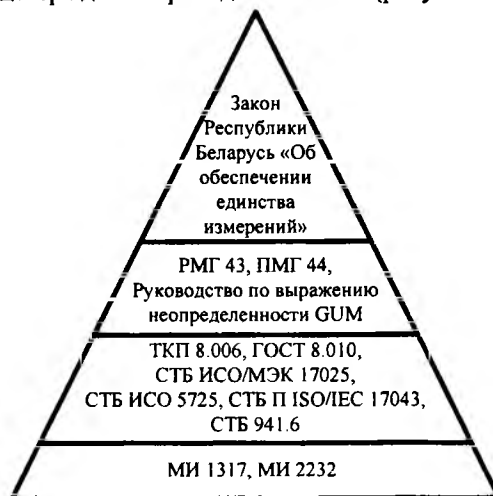 Закон
Республики
Беларусь «Об
обеспечении
единства
измерений»
РМГ 43, ПМГ 44,
Руководство по выражению
неопределенности GUM
ТКП 8.006, ГОСТ 8.010,
СТБ ИСО/МЭК 17025,
СТБ ИСО 5725, СТБ П ISO/IEC 17043,
СТБ 941.6
МИ 1317, МИ 2232